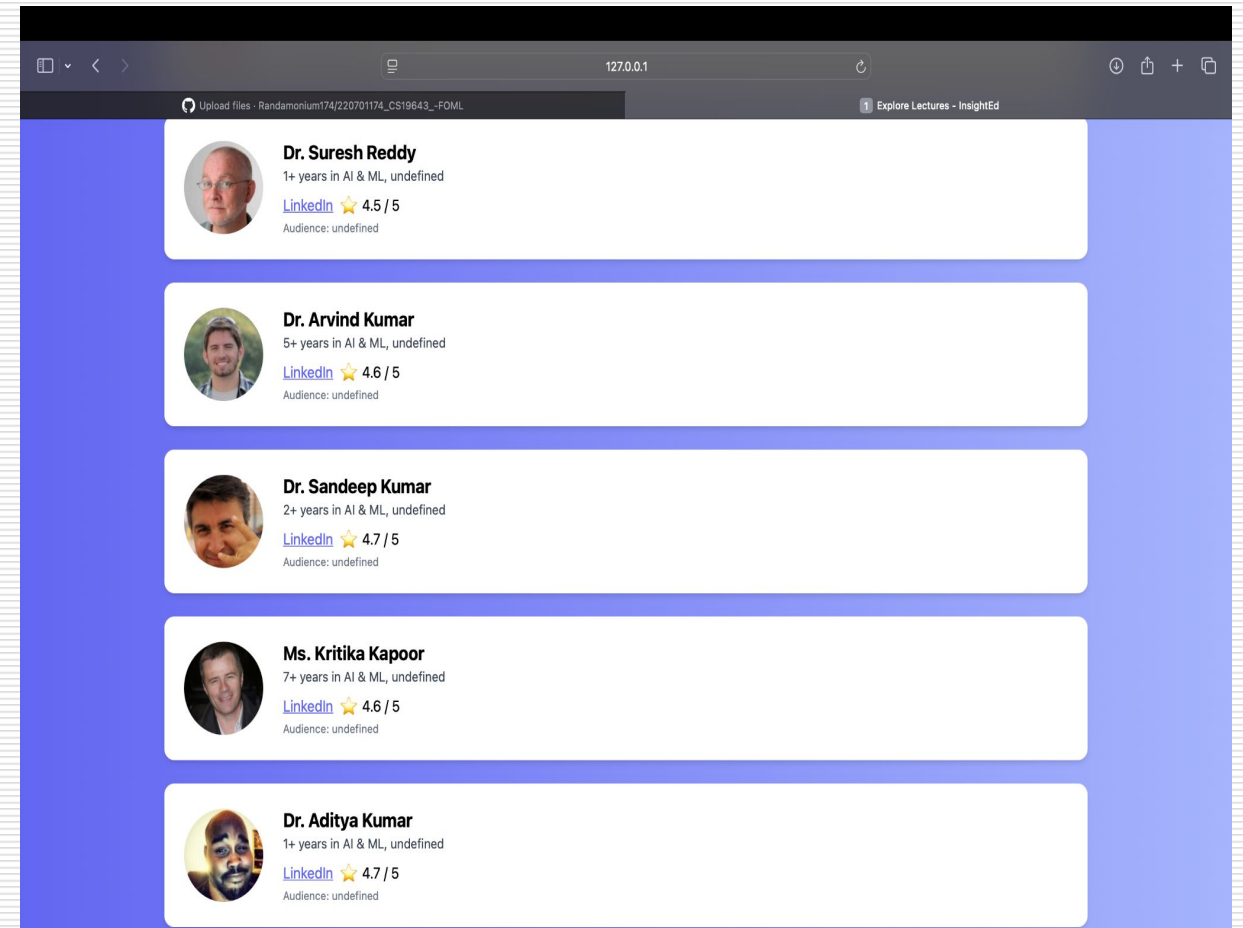 127.0.0.1
Upload files · Randamonium174/220701174_CS19643_-FOML
1 Explore Lectures - InsightEd
Dr. Suresh Reddy
1+ years in AI & ML, undefined
LinkedIn ⭐ 4.5 / 5
Audience: undefined
Dr. Arvind Kumar
5+ years in AI & ML, undefined
LinkedIn ⭐ 4.6 / 5
Audience: undefined
Dr. Sandeep Kumar
2+ years in AI & ML, undefined
LinkedIn ⭐ 4.7 / 5
Audience: undefined
Ms. Kritika Kapoor
7+ years in AI & ML, undefined
LinkedIn ⭐ 4.6 / 5
Audience: undefined
Dr. Aditya Kumar
1+ years in AI & ML, undefined
LinkedIn ⭐ 4.7 / 5
Audience: undefined